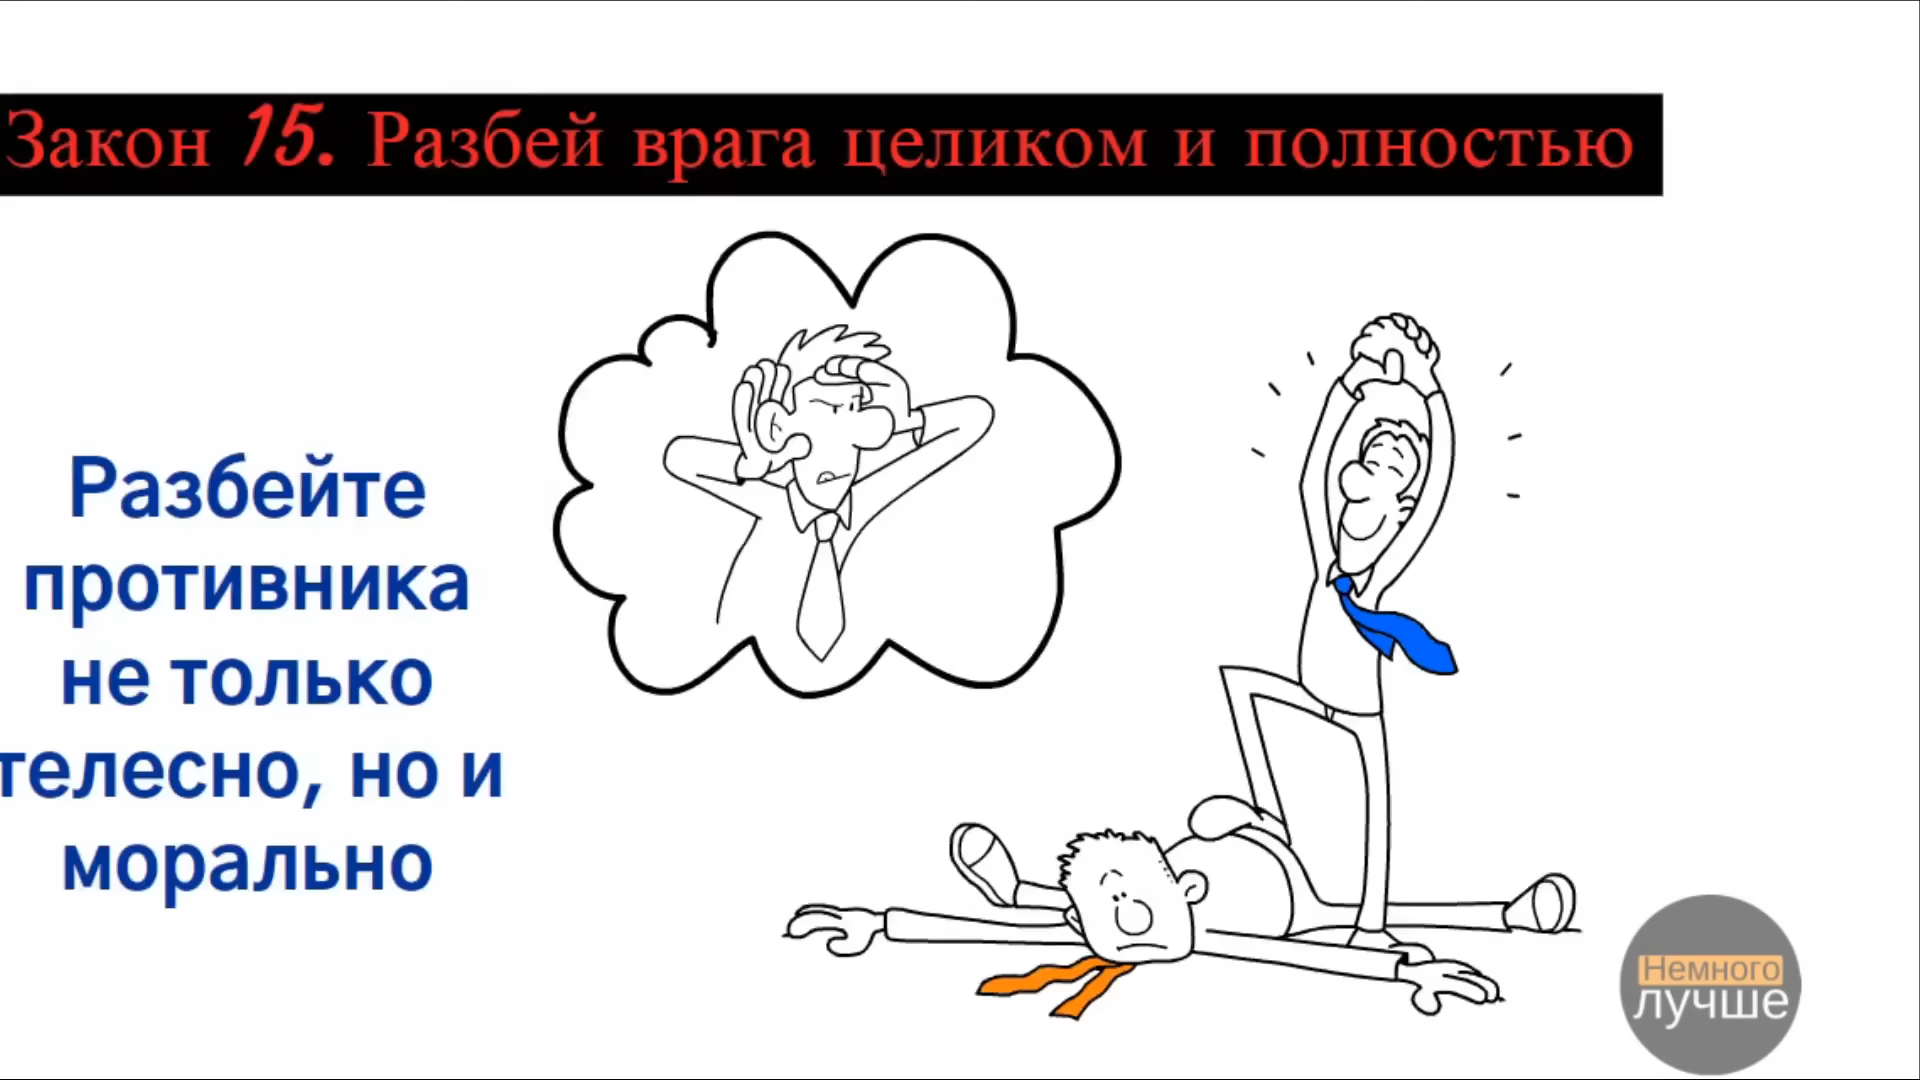 Закон 15. Разбей врага целиком и полностью
Разбейте
противника
не только
телесно, но и
морально
Немного
лучше